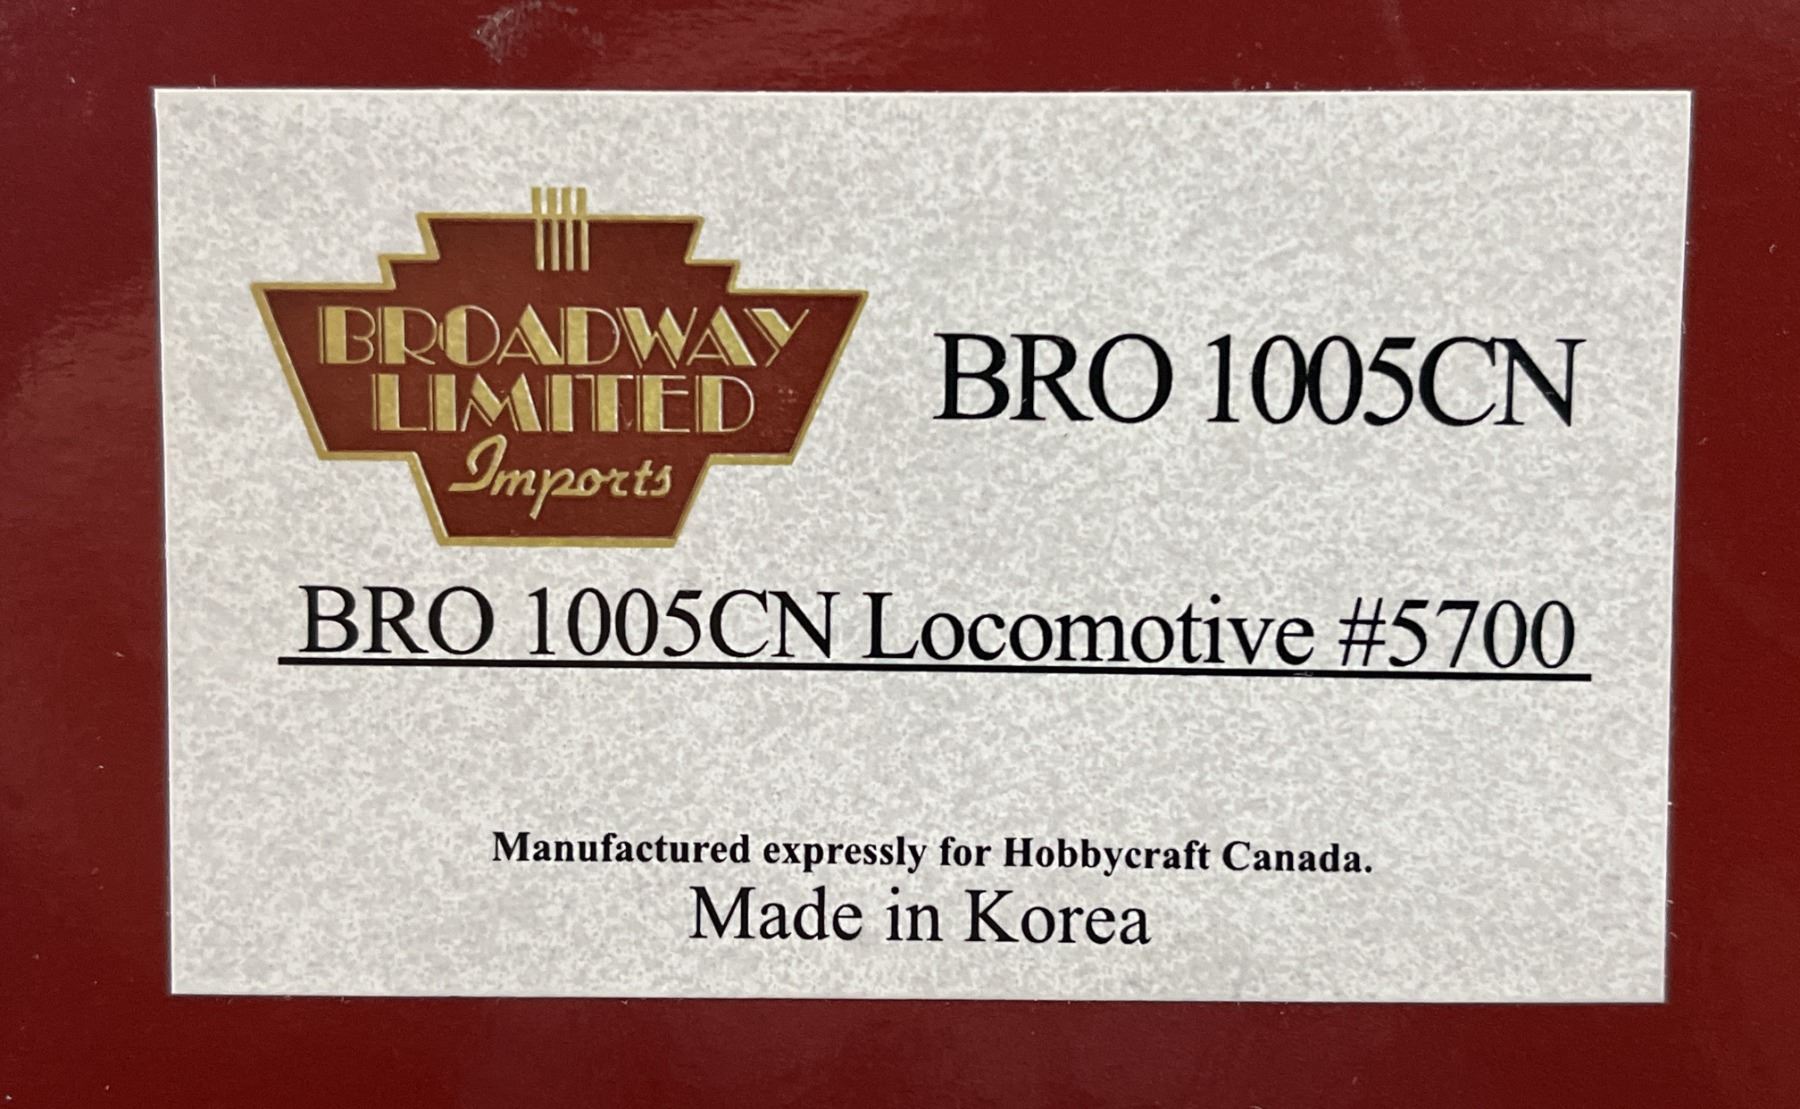 BROADWAY
LIMITED
Imports
BRO 1005CN
BRO 1005CN Locomotive #5700
Manufactured expressly for Hobbycraft Canada.
Made in Korea